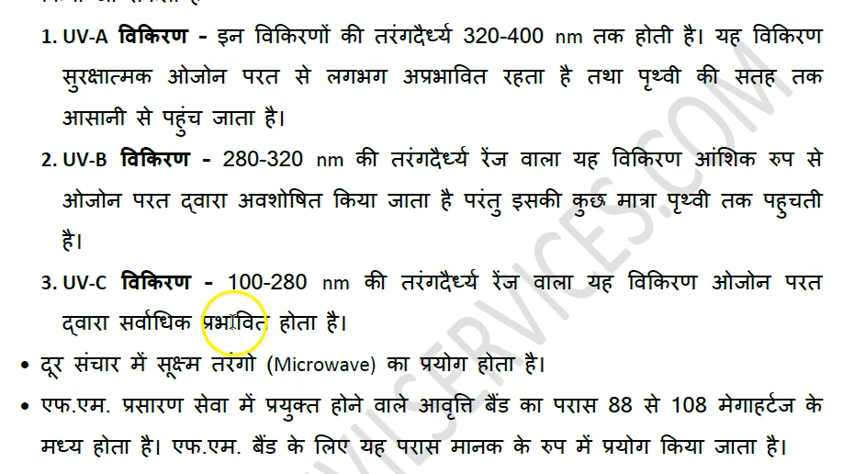 1. UV-A विकिरण – इन विकिरणों की तरंगदैर्ध्य 320-400 nm तक होती है। यह विकिरण
सुरक्षात्मक ओजोन परत से लगभग अप्रभावित रहता है तथा पृथ्वी की सतह तक
आसानी से पहुंच जाता है।
2. UV-B विकिरण – 280-320 nm की तरंगदैर्ध्य रेंज वाला यह विकिरण आंशिक रुप से
ओजोन परत द्वारा अवशोषित किया जाता है परंतु इसकी कुछ मात्रा पृथ्वी तक पहुचती
है।
3. UV-C विकिरण – 100-280 nm की तरंगदैर्ध्य रेंज वाला यह विकिरण ओजोन परत
द्वारा सर्वाधिक प्रभावित होता है।
• दूर संचार में सूक्ष्म तरंगो (Microwave) का प्रयोग होता है।
• एफ.एम. प्रसारण सेवा में प्रयुक्त होने वाले आवृत्ति बैंड का परास 88 से 108 मेगाहर्टज के
मध्य होता है। एफ.एम. बैंड के लिए यह परास मानक के रुप में प्रयोग किया जाता है।
CIVILSERVICES.COM